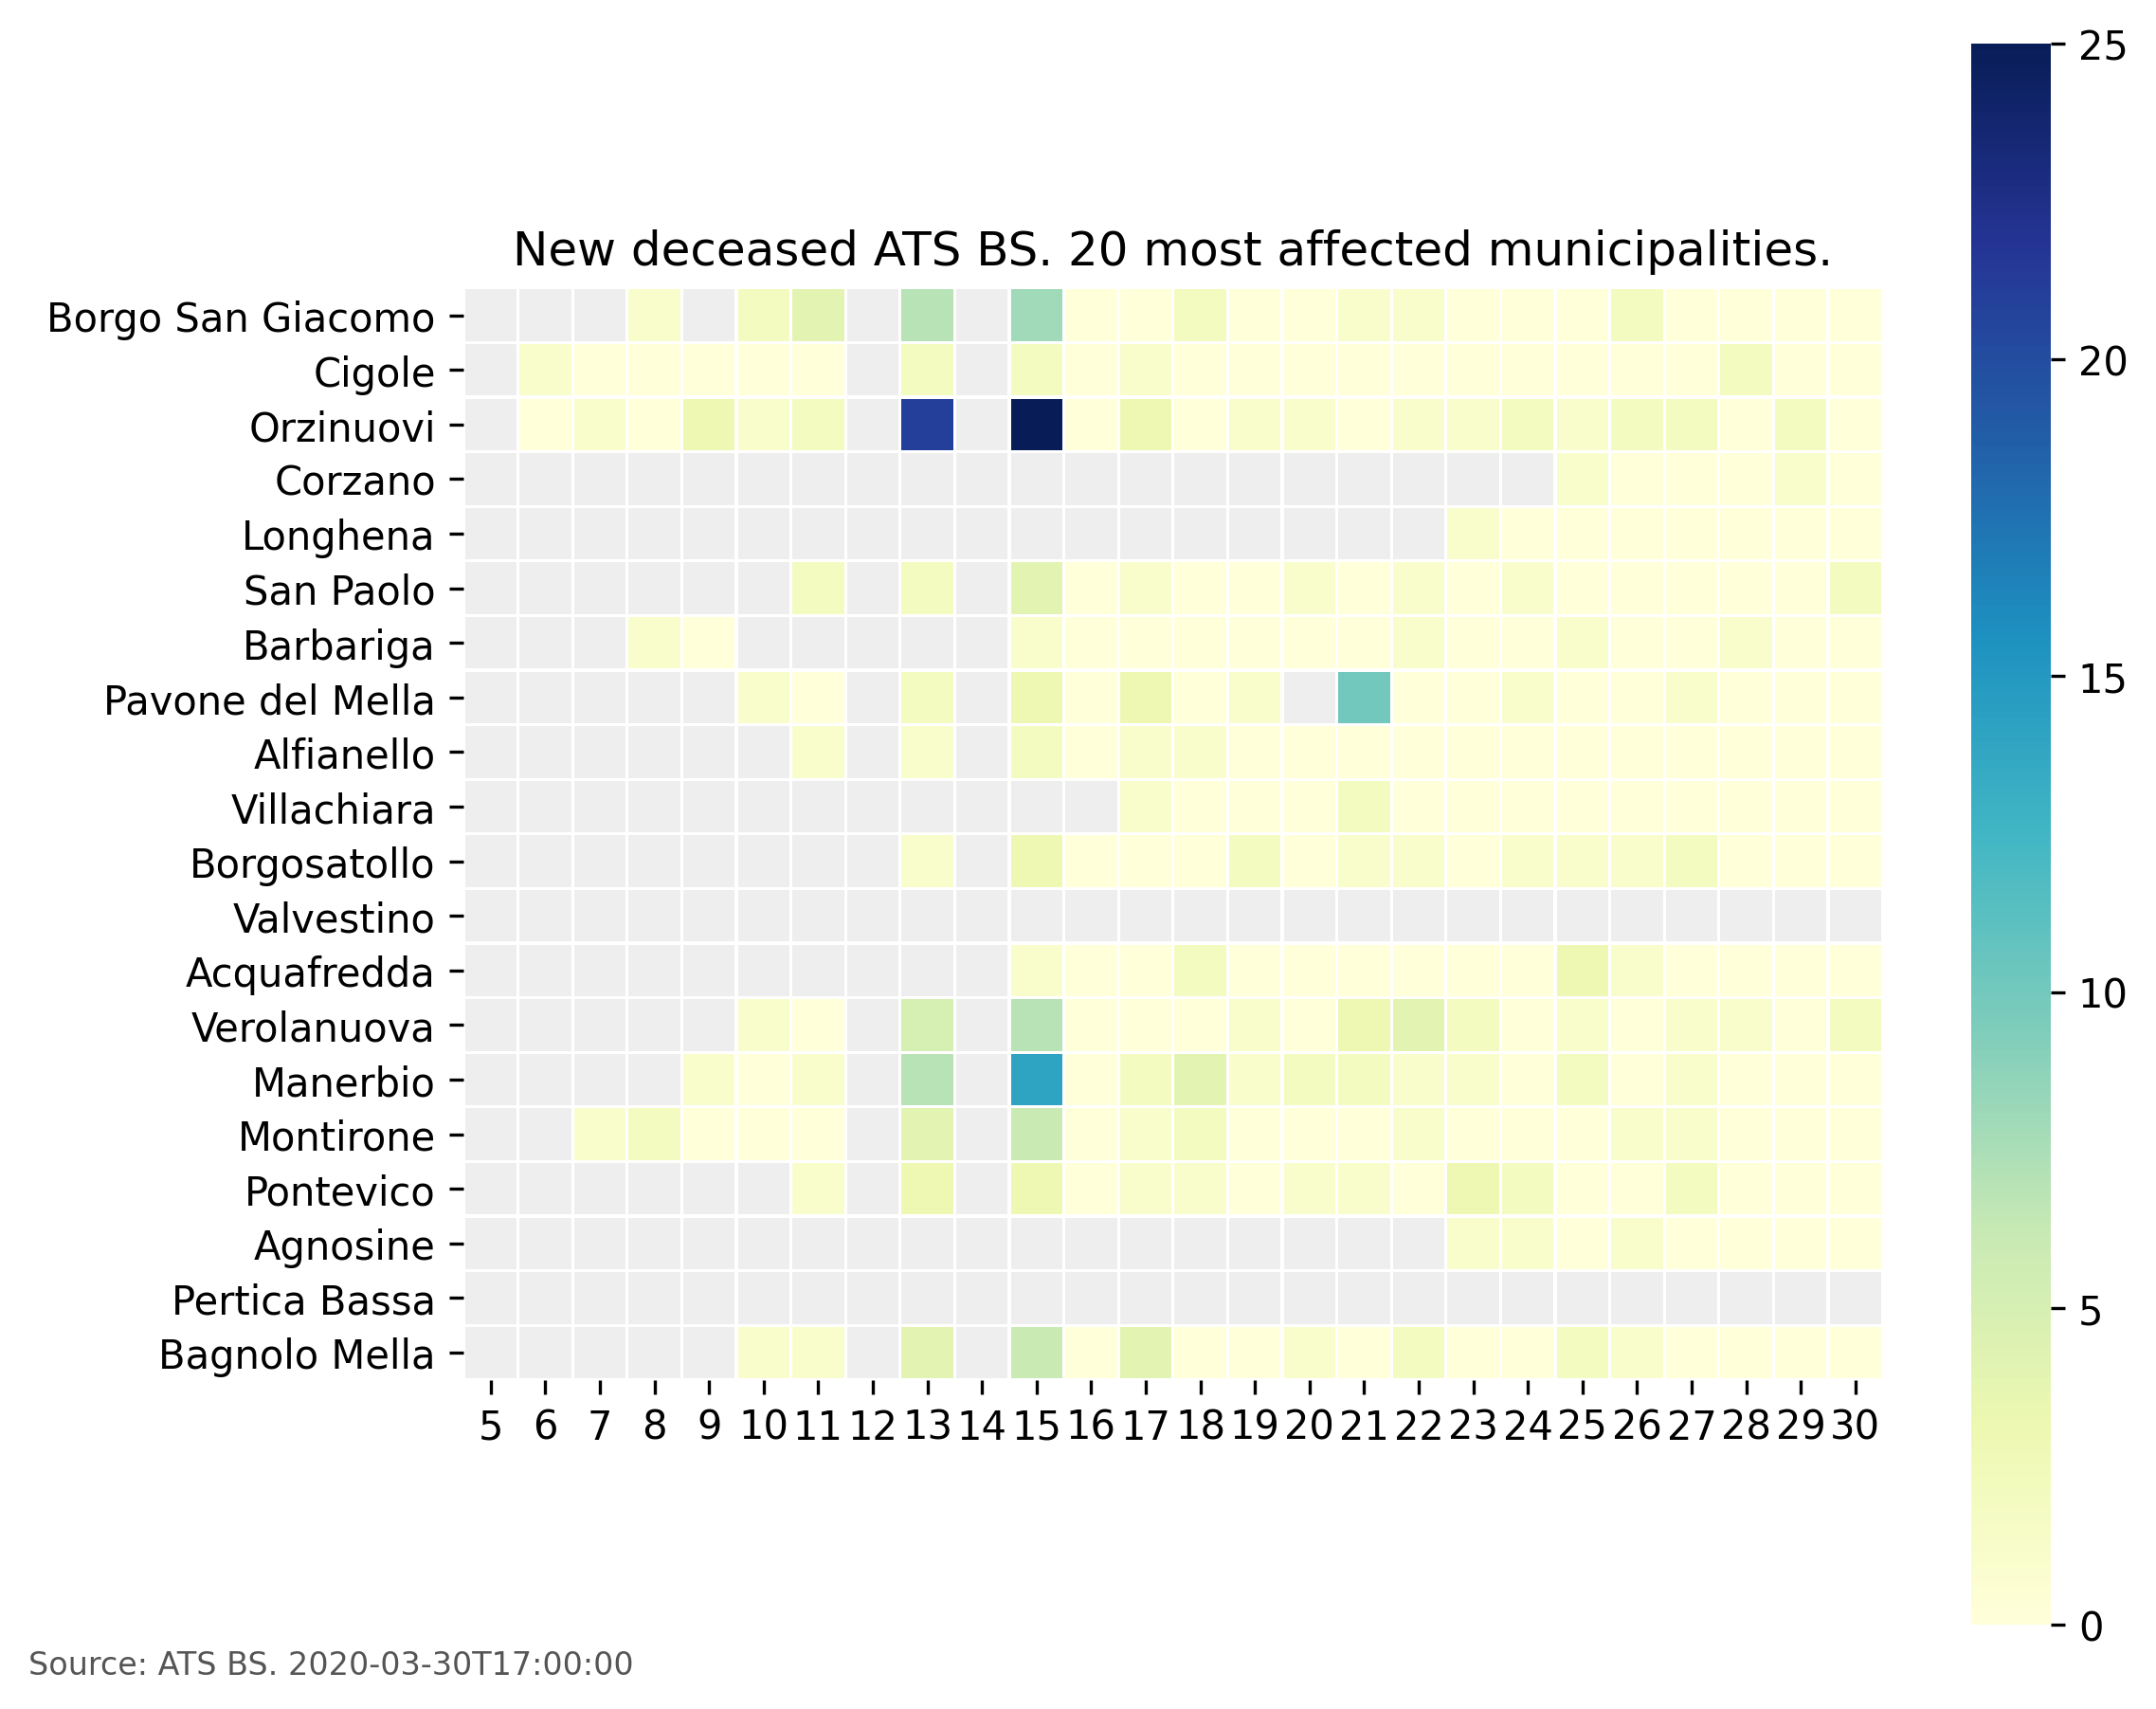 New deceased ATS BS. 20 most affected municipalities.
Borgo San Giacomo
Cigole
Orzinuovi
Corzano
Longhena
San Paolo
Barbariga
Pavone del Mella
Alfianello
Villachiara
Borgosatollo
Valvestino
Acquafredda
Verolanuova
Manerbio
Montirone
Pontevico
Agnosine
Pertica Bassa
Bagnolo Mella
5 6 7 8 9 10 11 12 13 14 15 16 17 18 19 20 21 22 23 24 25 26 27 28 29 30
25
20
15
10
5
0
Source: ATS BS. 2020-03-30T17:00:00